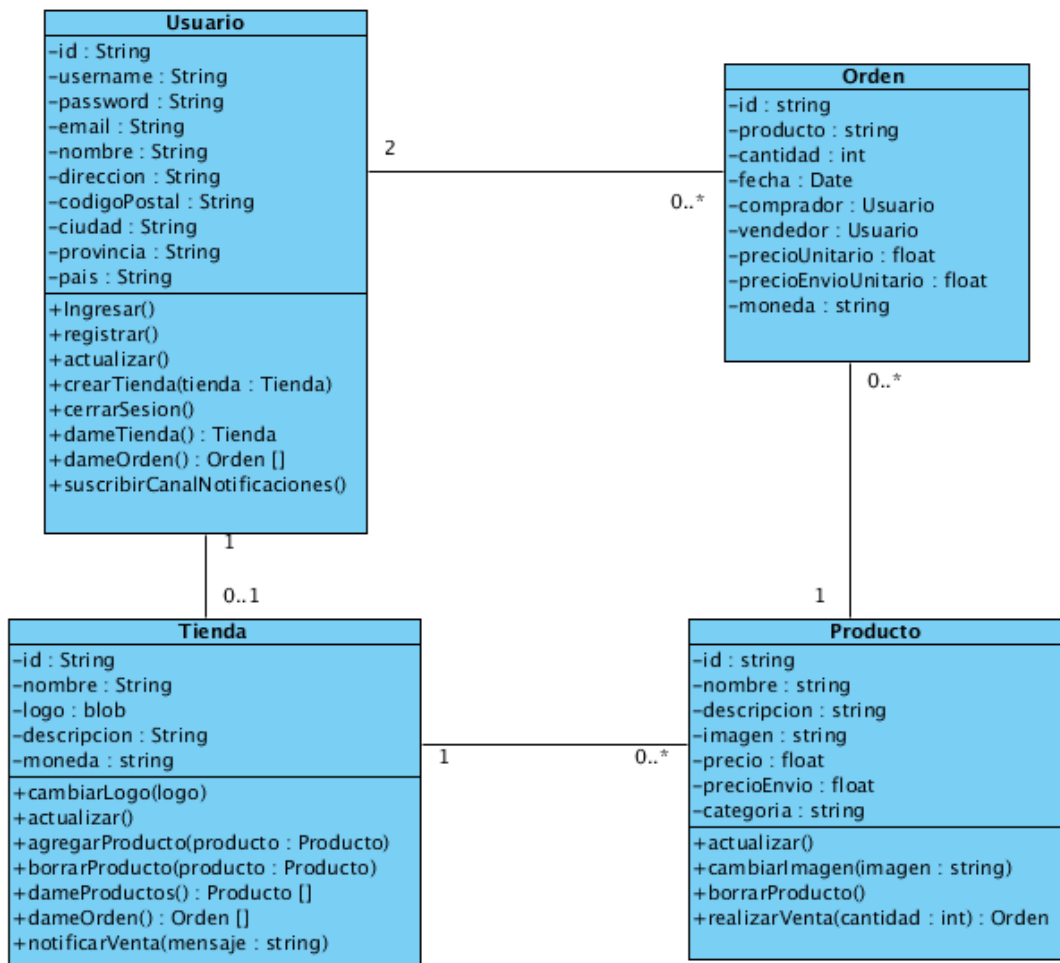 Usuario
-id : String
-username : String
-password : String
-email : String
-nombre : String
-direccion : String
-codigoPostal : String
-ciudad : String
-provincia : String
-pais : String
+Ingresar()
+registrar()
+actualizar()
+crearTienda(tienda : Tienda)
+cerrarSesion()
+dameTienda() : Tienda
+dameOrden() : Orden []
+suscribirCanalNotificaciones()
2
0..*
Orden
-id : string
-producto : string
-cantidad : int
-fecha : Date
-comprador : Usuario
-vendedor : Usuario
-precioUnitario : float
-precioEnvioUnitario : float
-moneda : string
1
0..1
0..*
1
Tienda
-id : String
-nombre : String
-logo : blob
-descripcion : String
-moneda : string
+cambiarLogo(logo)
+actualizar()
+agregarProducto(producto : Producto)
+borrarProducto(producto : Producto)
+dameProductos() : Producto []
+dameOrden() : Orden []
+notificarVenta(mensaje : string)
1
0..*
Producto
-id : string
-nombre : string
-descripcion : string
-imagen : string
-precio : float
-precioEnvio : float
-categoria : string
+actualizar()
+cambiarImagen(imagen : string)
+borrarProducto()
+realizarVenta(cantidad : int) : Orden